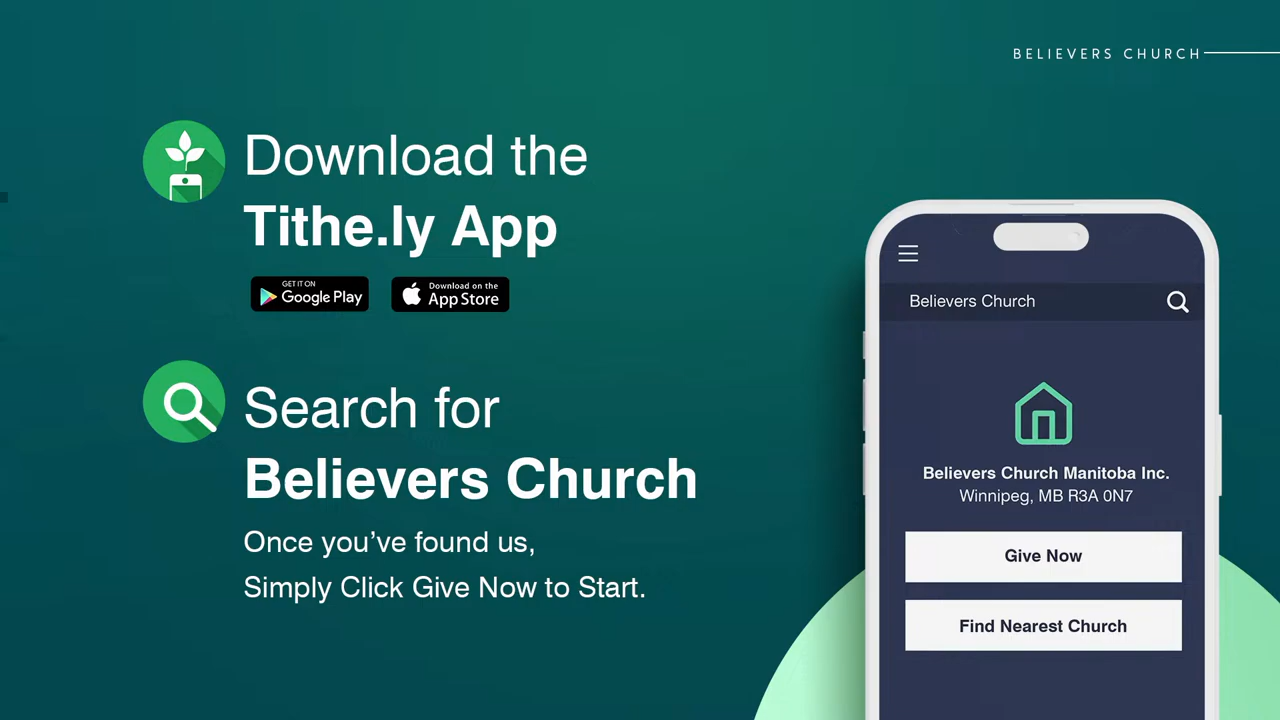 BELIEVERS CHURCH
Download the
Tithe.ly App
GET IT ON
Google Play
Download on the
App Store
Search for
Believers Church
Once you’ve found us,
Simply Click Give Now to Start.
Believers Church
Believers Church Manitoba Inc.
Winnipeg, MB R3A 0N7
Give Now
Find Nearest Church